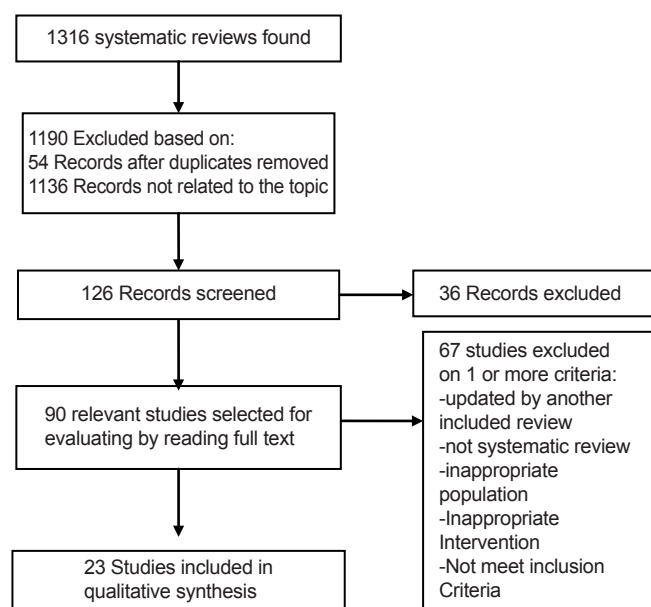 1316 systematic reviews found
1190 Excluded based on:
54 Records after duplicates removed
1136 Records not related to the topic
126 Records screened
36 Records excluded
90 relevant studies selected for
evaluating by reading full text
67 studies excluded
on 1 or more criteria:
-updated by another
included review
-not systematic review
-inappropriate
population
-Inappropriate
Intervention
-Not meet inclusion
Criteria
23 Studies included in
qualitative synthesis